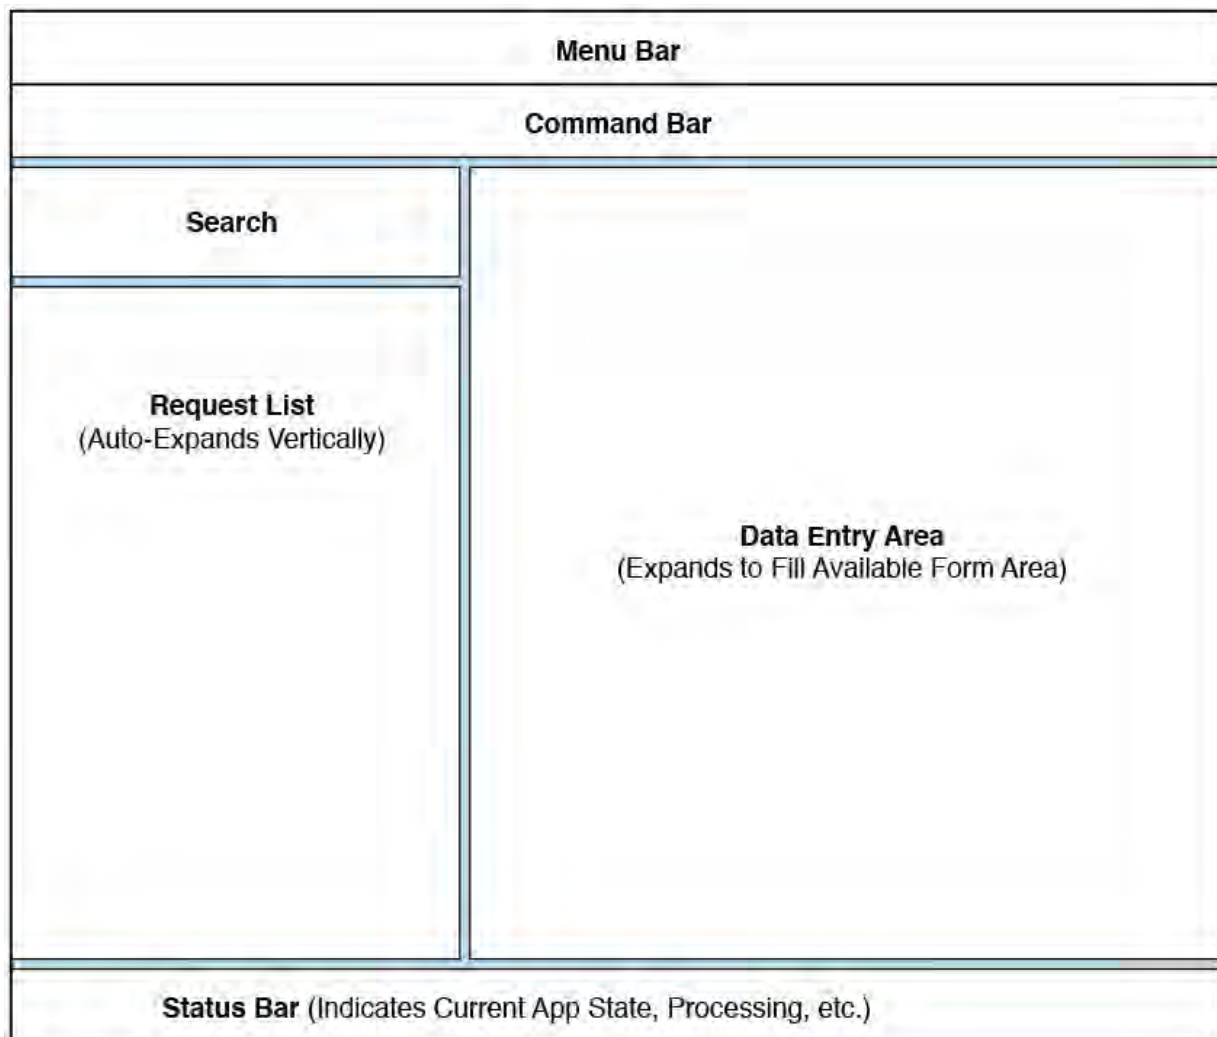 Menu Bar
Command Bar
Search
Request List
(Auto-Expands Vertically)
Data Entry Area
(Expands to Fill Available Form Area)
Status Bar (Indicates Current App State, Processing, etc.)